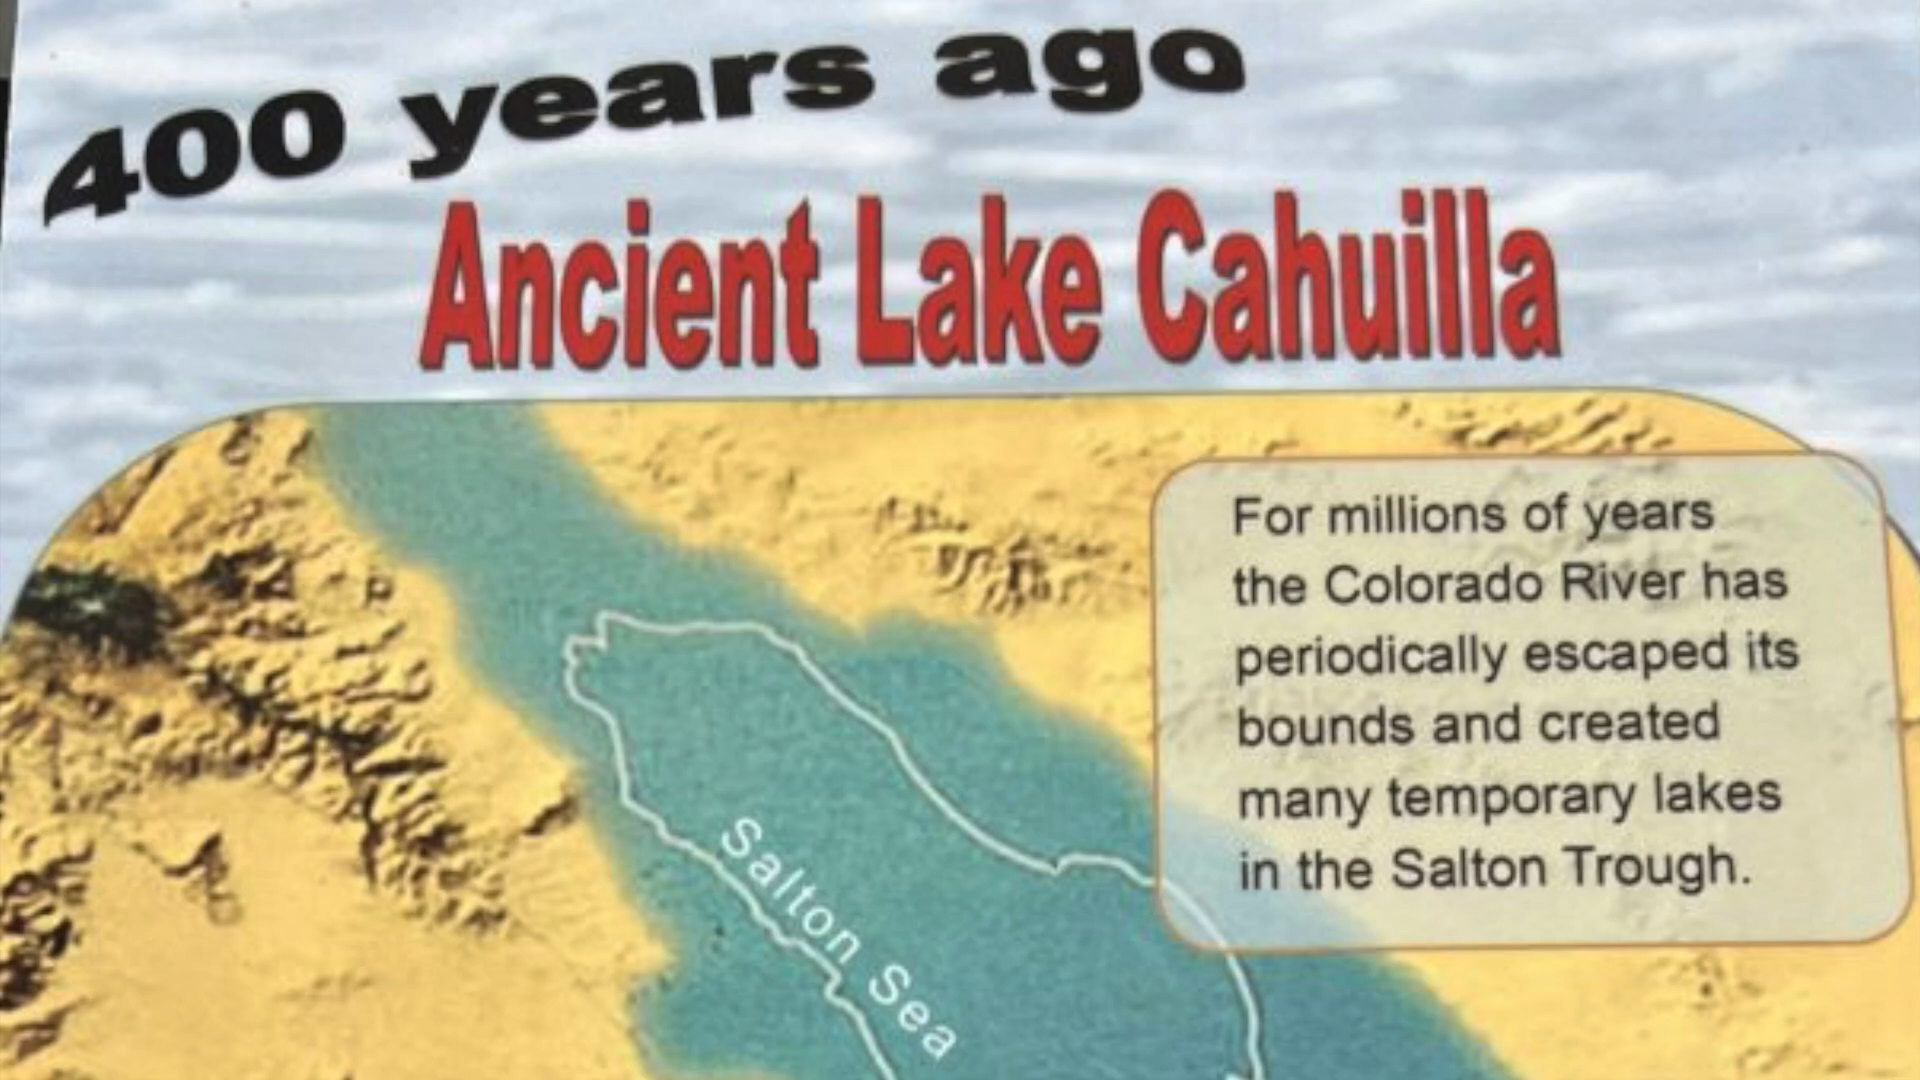 400 years ago
Ancient Lake Cahuilla
For millions of years
the Colorado River has
periodically escaped its
bounds and created
many temporary lakes
in the Salton Trough.
Salton Sea